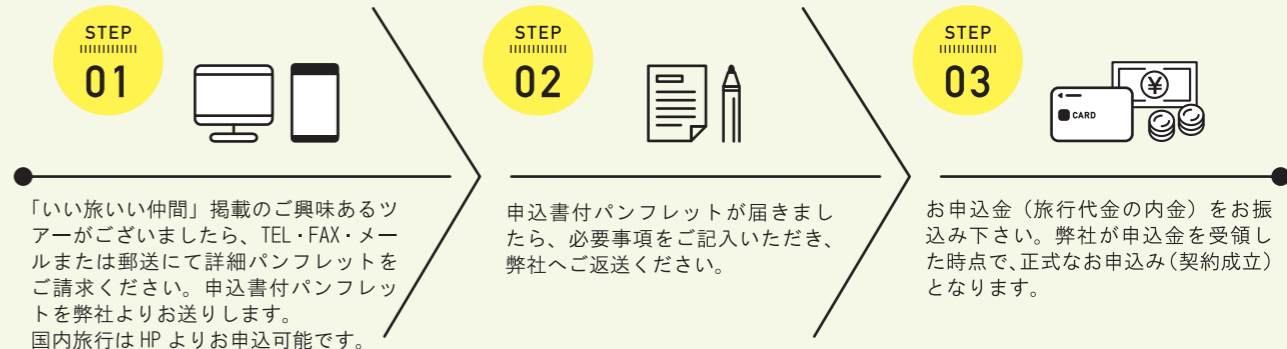 STEP
01
「いい旅いい仲間」掲載のご興味あるツ
アーがございましたら、TEL・FAX・メー
ルまたは郵送にて詳細パンフレットを
ご請求ください。申込書付パンフレッ
トを弊社よりお送りします。
国内旅行は HP よりお申込可能です。
STEP
02
申込書付パンフレットが届きまし
たら、必要事項をご記入いただき、
弊社へご返送ください。
STEP
03
¥
CARD
お申込金（旅行代金の内金）をお振
込み下さい。弊社が申込金を受領し
た時点で、正式なお申込み（契約成立）
となります。